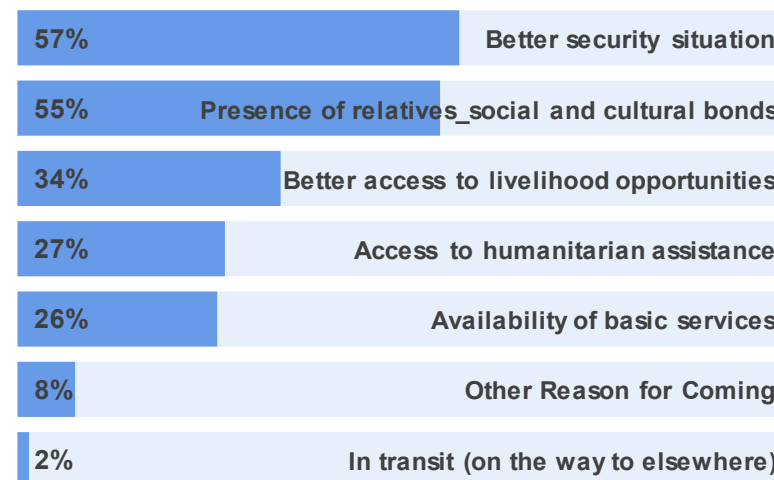 57% Better security situation
55% Presence of relatives_social and cultural bonds
34% Better access to livelihood opportunities
27% Access to humanitarian assistance
26% Availability of basic services
8% Other Reason for Coming
2% In transit (on the way to elsewhere)